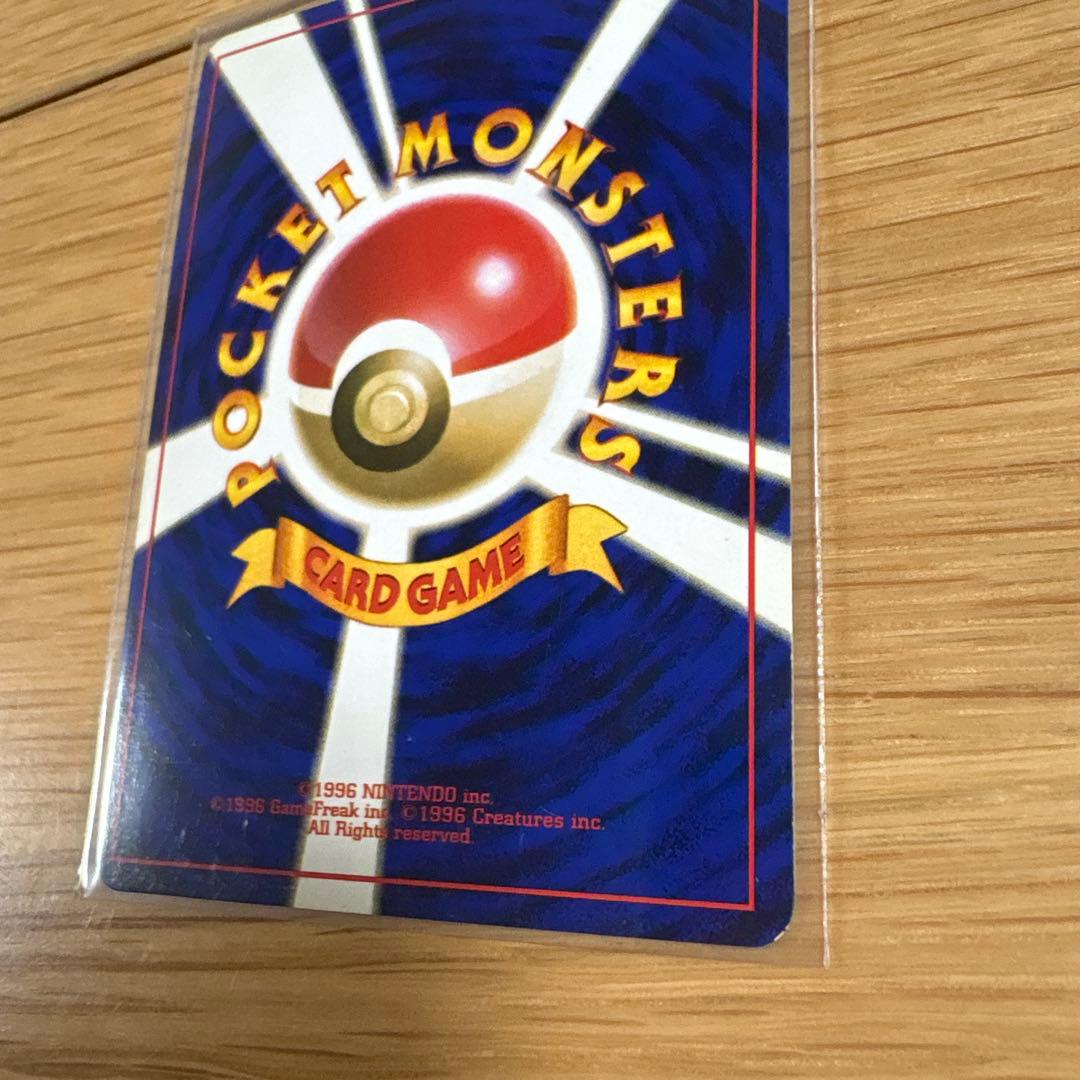 POCKET MONSTERS
CARD GAME
©1996 NINTENDO inc.
©1996 GameFreak inc. ©1996 Creatures inc.
All Rights reserved.